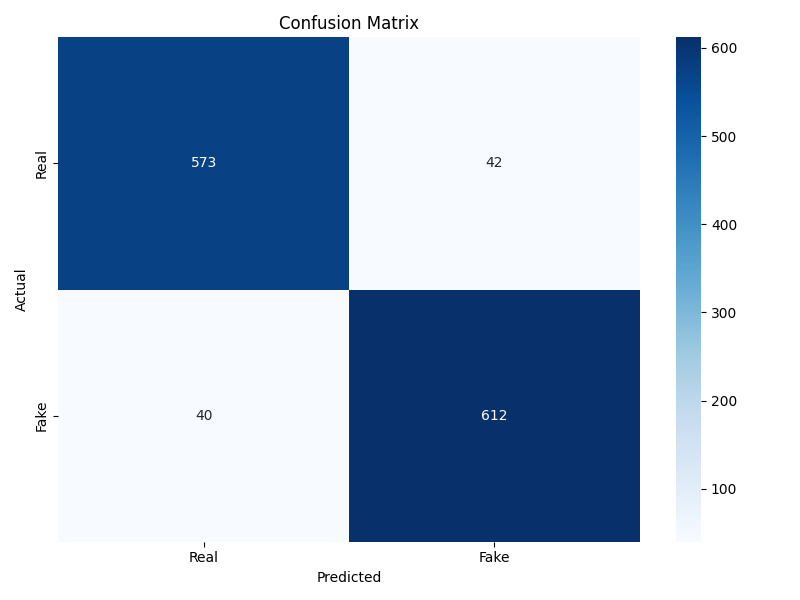 Confusion Matrix
Real
573
42
600
500
400
300
200
100
Actual
Fake
40
612
Real
Fake
Predicted